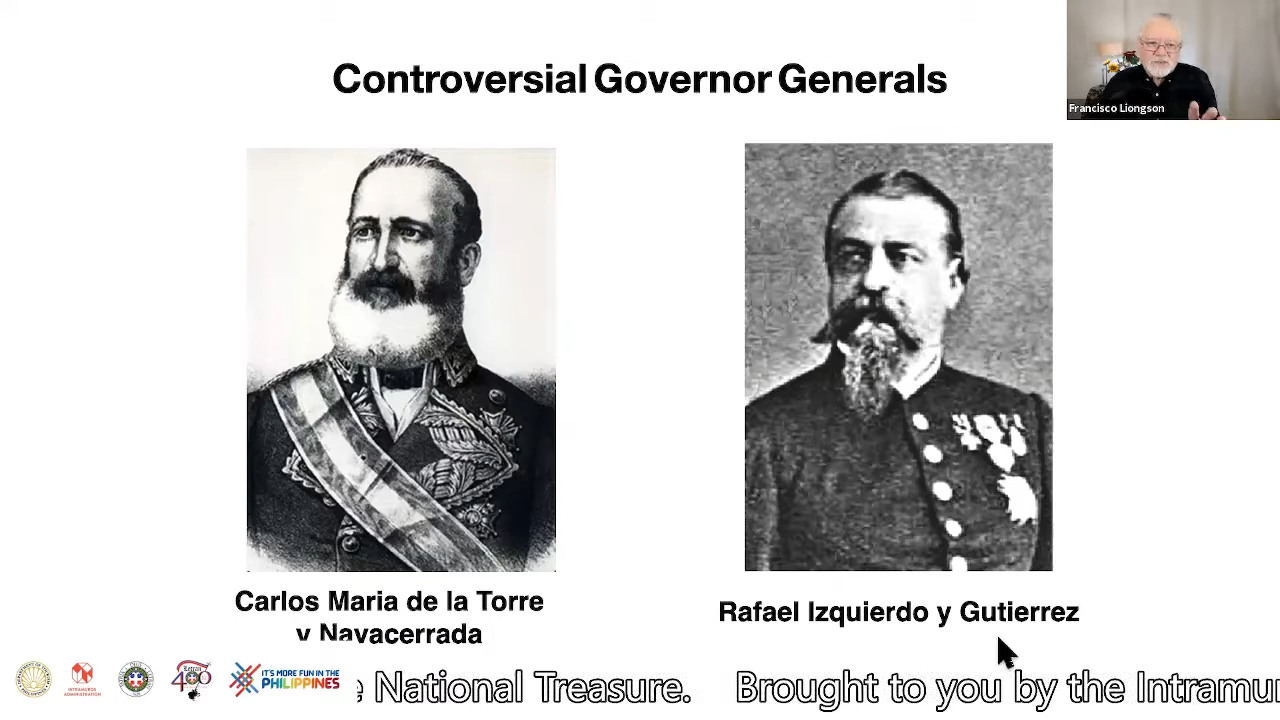 Controversial Governor Generals
Francisco Liongson
Carlos Maria de la Torre
y Navacerrada
Rafael Izquierdo y Gutierrez
INTRAMUROS
ADMINISTRATION
Letran
400
IT'S MORE FUN IN THE
PHILIPPINES
e National Treasure. Brought to you by the Intramu